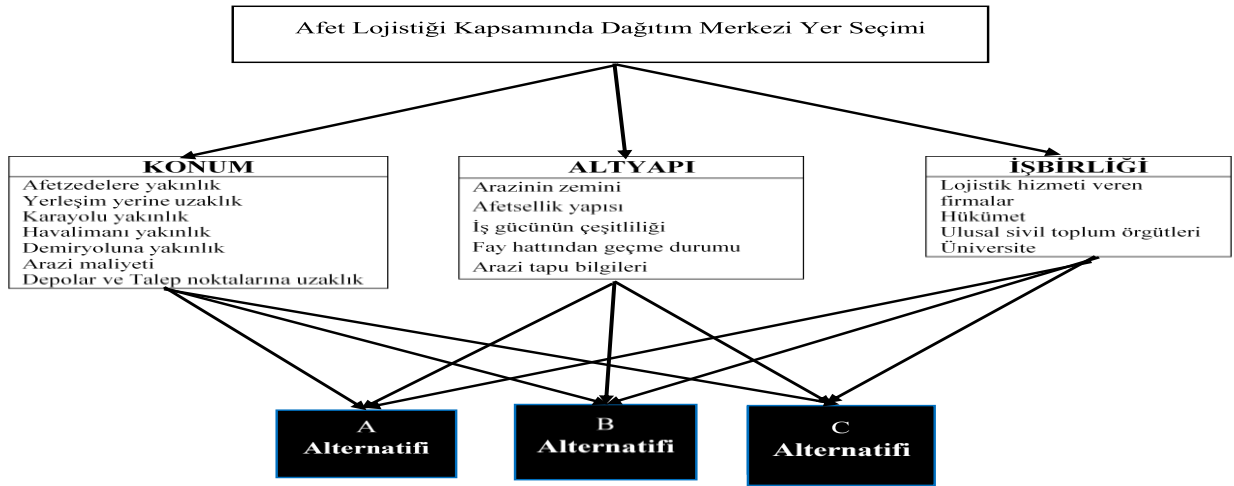 Afet Lojistiği Kapsamında Dağıtım Merkezi Yer Seçimi
KONUM
Afetzedelere yakınlık
Yerleşim yerine uzaklık
Karayolu yakınlık
Havalimanı yakınlık
Demiryoluna yakınlık
Arazi maliyeti
Depolar ve Talep noktalarına uzaklık
ALTYAPI
Arazinin zemini
Afetsellik yapısı
İş gücünün çeşitliliği
Fay hattından geçme durumu
Arazi tapu bilgileri
İŞBİRLİĞİ
Lojistik hizmeti veren
firmalar
Hükümet
Ulusal sivil toplum örgütleri
Üniversite
A
Alternatifi
B
Alternatifi
C
Alternatifi